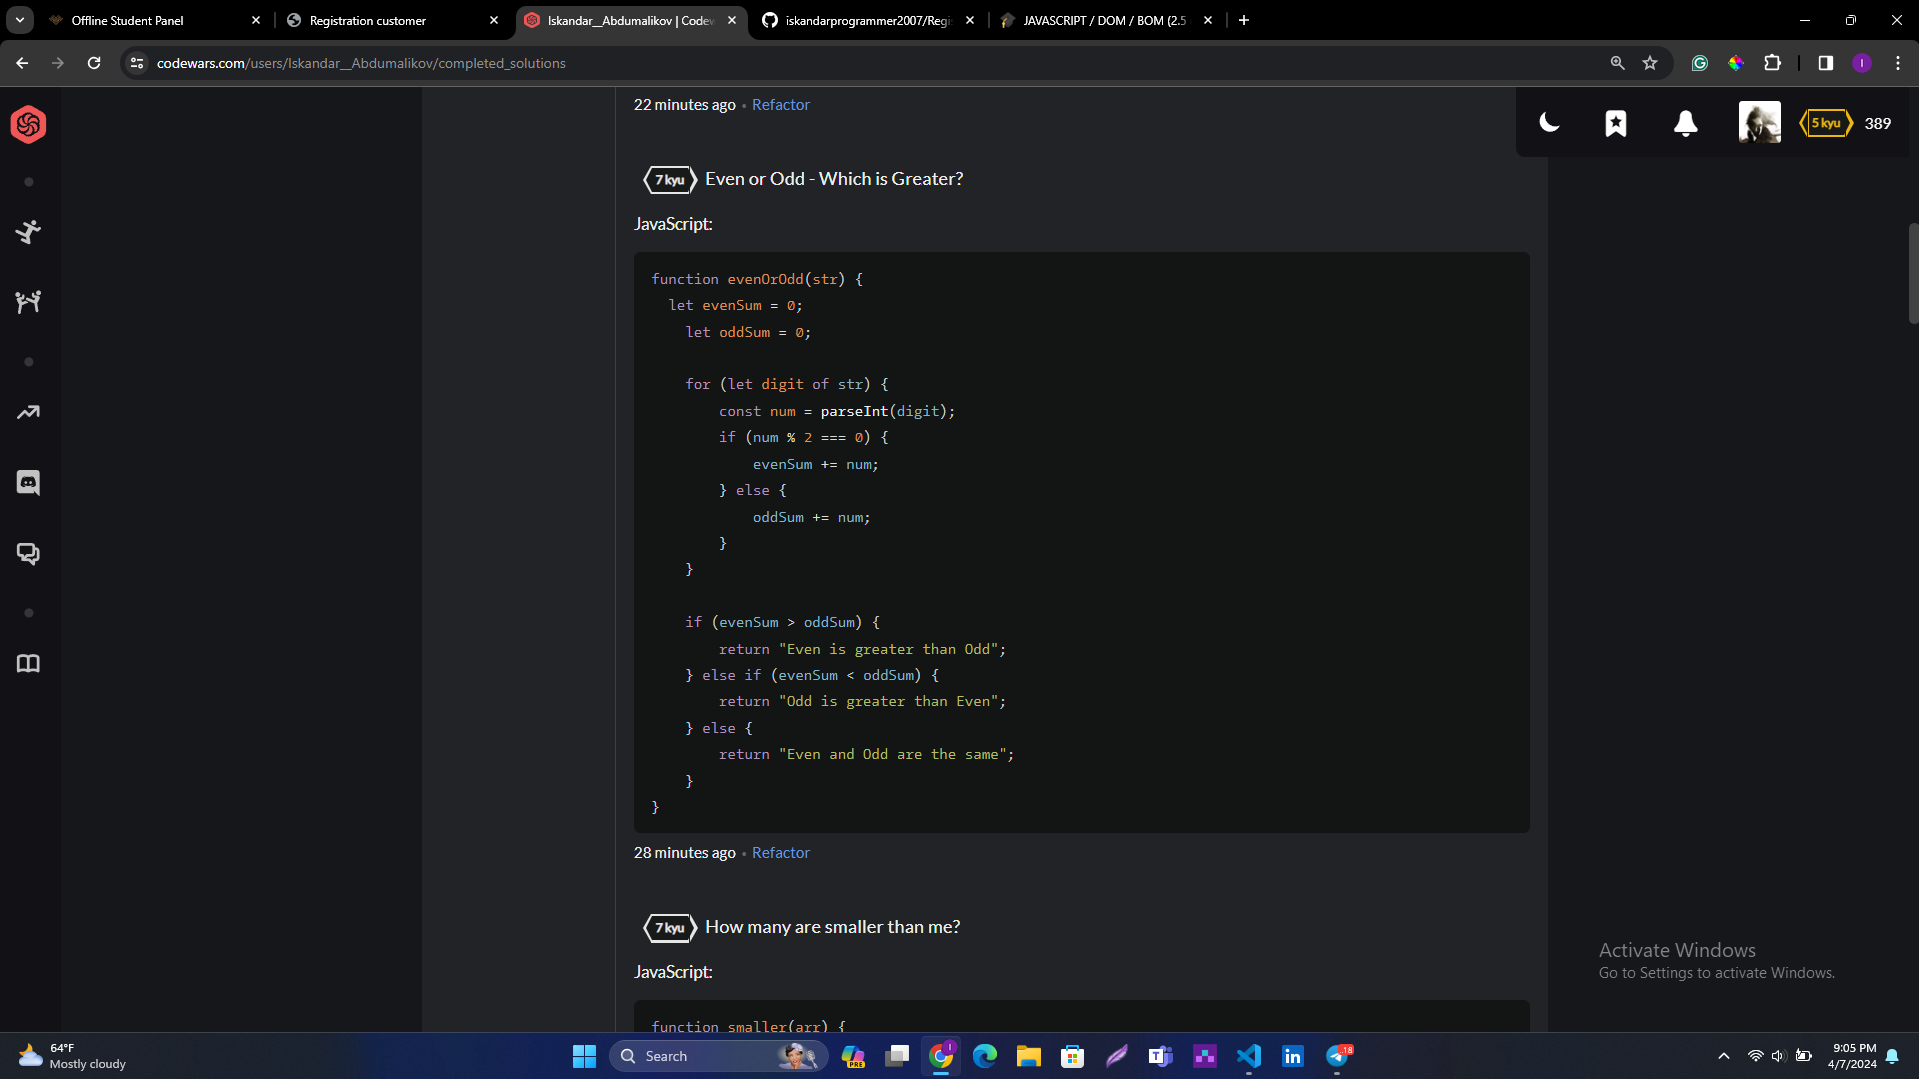 Offline Student Panel
Registration customer
Iskandar__Abdumalikov | Codew
iskandarprogrammer2007/Regi
JAVASCRIPT / DOM / BOM (2.5
codewars.com/users/Iskandar__Abdumalikov/completed_solutions
22 minutes ago • Refactor
5 kyu 389
7 kyu Even or Odd - Which is Greater?
JavaScript:
function evenOrOdd(str) {
let evenSum = 0;
let oddSum = 0;
for (let digit of str) {
const num = parseInt(digit);
if (num % 2 === 0) {
evenSum += num;
} else {
oddSum += num;
}
}
if (evenSum > oddSum) {
return "Even is greater than Odd";
} else if (evenSum < oddSum) {
return "Odd is greater than Even";
} else {
return "Even and Odd are the same";
}
}
28 minutes ago • Refactor
7 kyu How many are smaller than me?
JavaScript:
function smaller(arr) {
Activate Windows
Go to Settings to activate Windows.
64°F
Mostly cloudy
Search
PRE
18
9:05 PM
4/7/2024